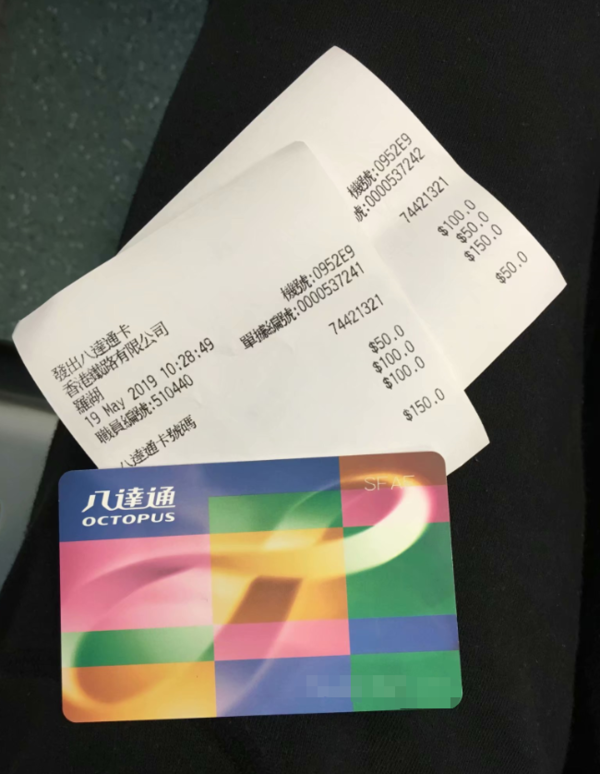 機號:0952E9
號:0000537242
74421321
$100.0
$50.0
$150.0
$50.0
發出八達通卡
香港鐵路有限公司
羅湖 機號:0952E9
19 May 2019 10:28:49 單據編號:0000537241
職員編號:510440
八達通卡號碼 74421321
$50.0
$100.0
$100.0
$150.0
八達通
OCTOPUS